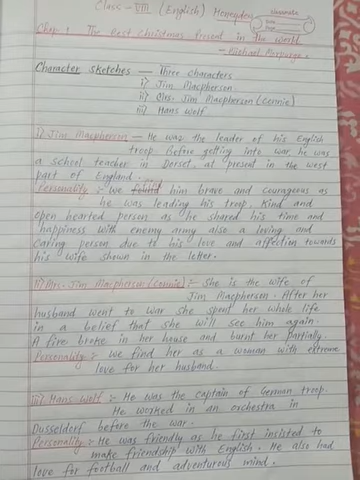 Class - VIII (English) Honeydew
classmate
Date
Page
Chap: 1 The Best Christmas Present in the World
- Michael Morpurgo -
Character sketches — Three characters
i) Jim Macpherson
ii) Mrs. Jim Macpherson (Connie)
iii) Hans Wolf
i) Jim Macpherson — He was the leader of his English
troop. Before getting into war he was
a school teacher in Dorset, at present in the west
part of England.
Personality :- We found him brave and courageous as
he was leading his troop. Kind and
open hearted person as he shared his time and
happiness with enemy army also a loving and
caring person due to his love and affection towards
his wife shown in the letter.
ii) Mrs. Jim Macpherson (Connie) :- She is the wife of
Jim Macpherson. After her
husband went to war she spent her whole life
in a belief that she will see him again.
A fire broke in her house and burnt her partially.
Personality :- We find her as a woman with extreme
love for her husband.
iii) Hans Wolf :- He was the captain of German troop.
He worked in an orchestra in
Dusseldorf before the war.
Personality :- He was friendly as he first insisted to
make friendship with English. He also had
love for football and adventurous mind.